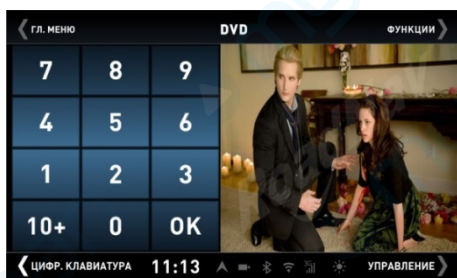 ГЛ. МЕНЮ DVD ФУНКЦИИ
7 8 9
4 5 6
1 2 3
10+ 0 OK
ЦИФР. КЛАВИАТУРА 11:13 УПРАВЛЕНИЕ